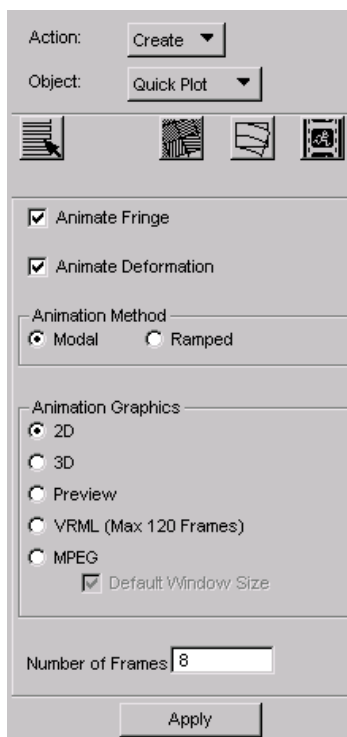 Action: Create
Object: Quick Plot
Animate Fringe
Animate Deformation
Animation Method
Modal Ramped
Animation Graphics
2D
3D
Preview
VRML (Max 120 Frames)
MPEG
Default Window Size
Number of Frames 8
Apply